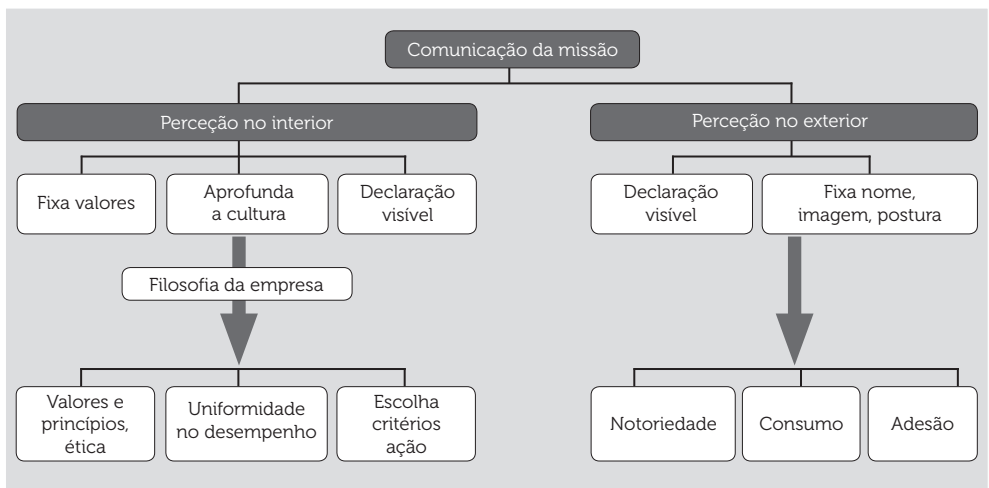 Comunicação da missão
Perceção no interior
Perceção no exterior
Fixa valores
Aprofunda
a cultura
Declaração
visível
Declaração
visível
Fixa nome,
imagem, postura
Filosofia da empresa
Valores e
princípios,
ética
Uniformidade
no desempenho
Escolha
critérios
ação
Notoriedade
Consumo
Adesão